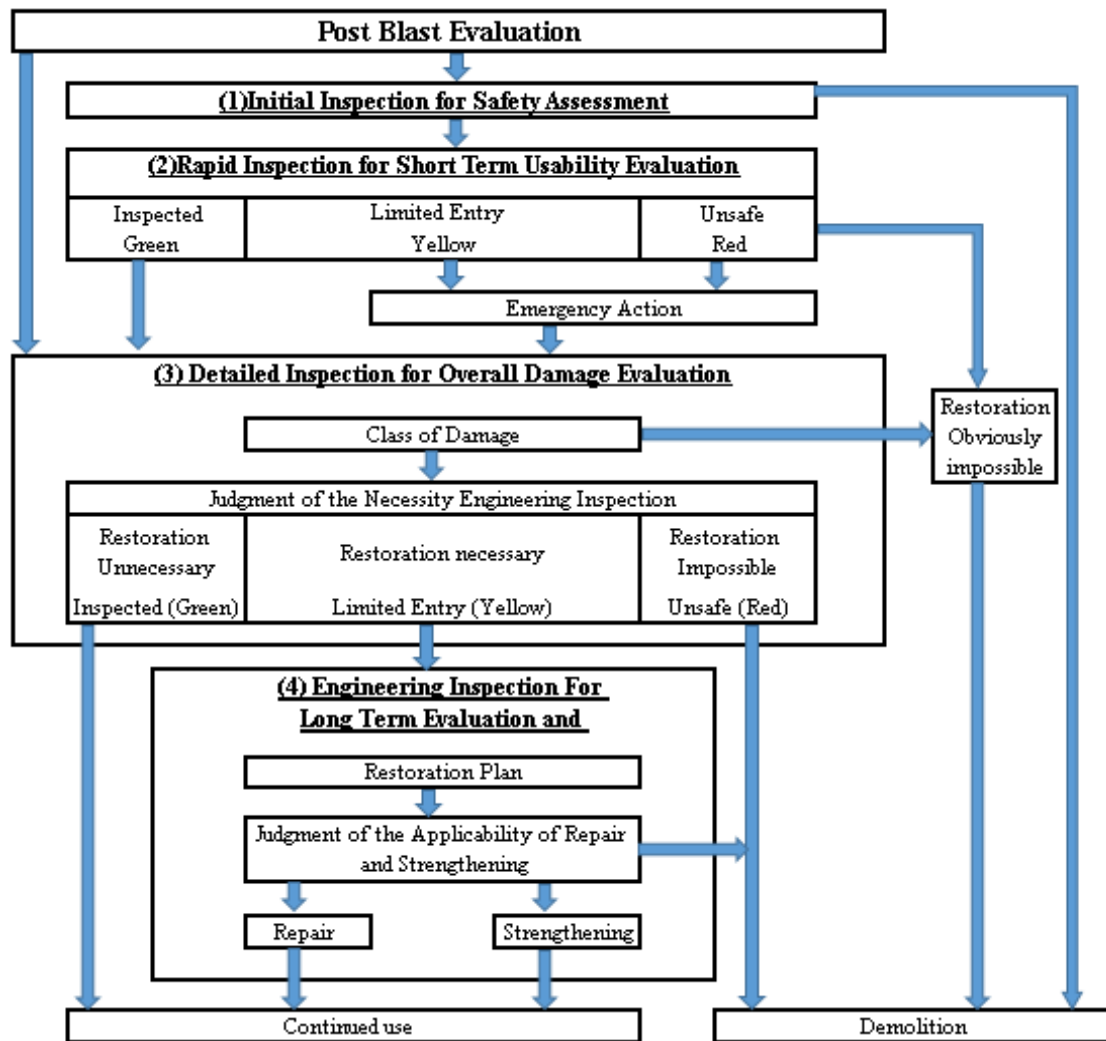 Post Blast Evaluation
(1)Initial Inspection for Safety Assessment
(2)Rapid Inspection for Short Term Usability Evaluation
Inspected
Green
Limited Entry
Yellow
Unsafe
Red
Emergency Action
(3) Detailed Inspection for Overall Damage Evaluation
Class of Damage
Restoration
Obviously
impossible
Judgment of the Necessity Engineering Inspection
Restoration
Unnecessary
Inspected (Green)
Restoration necessary
Limited Entry (Yellow)
Restoration
Impossible
Unsafe (Red)
(4) Engineering Inspection For
Long Term Evaluation and
Restoration Plan
Judgment of the Applicability of Repair
and Strengthening
Repair
Strengthening
Continued use
Demolition